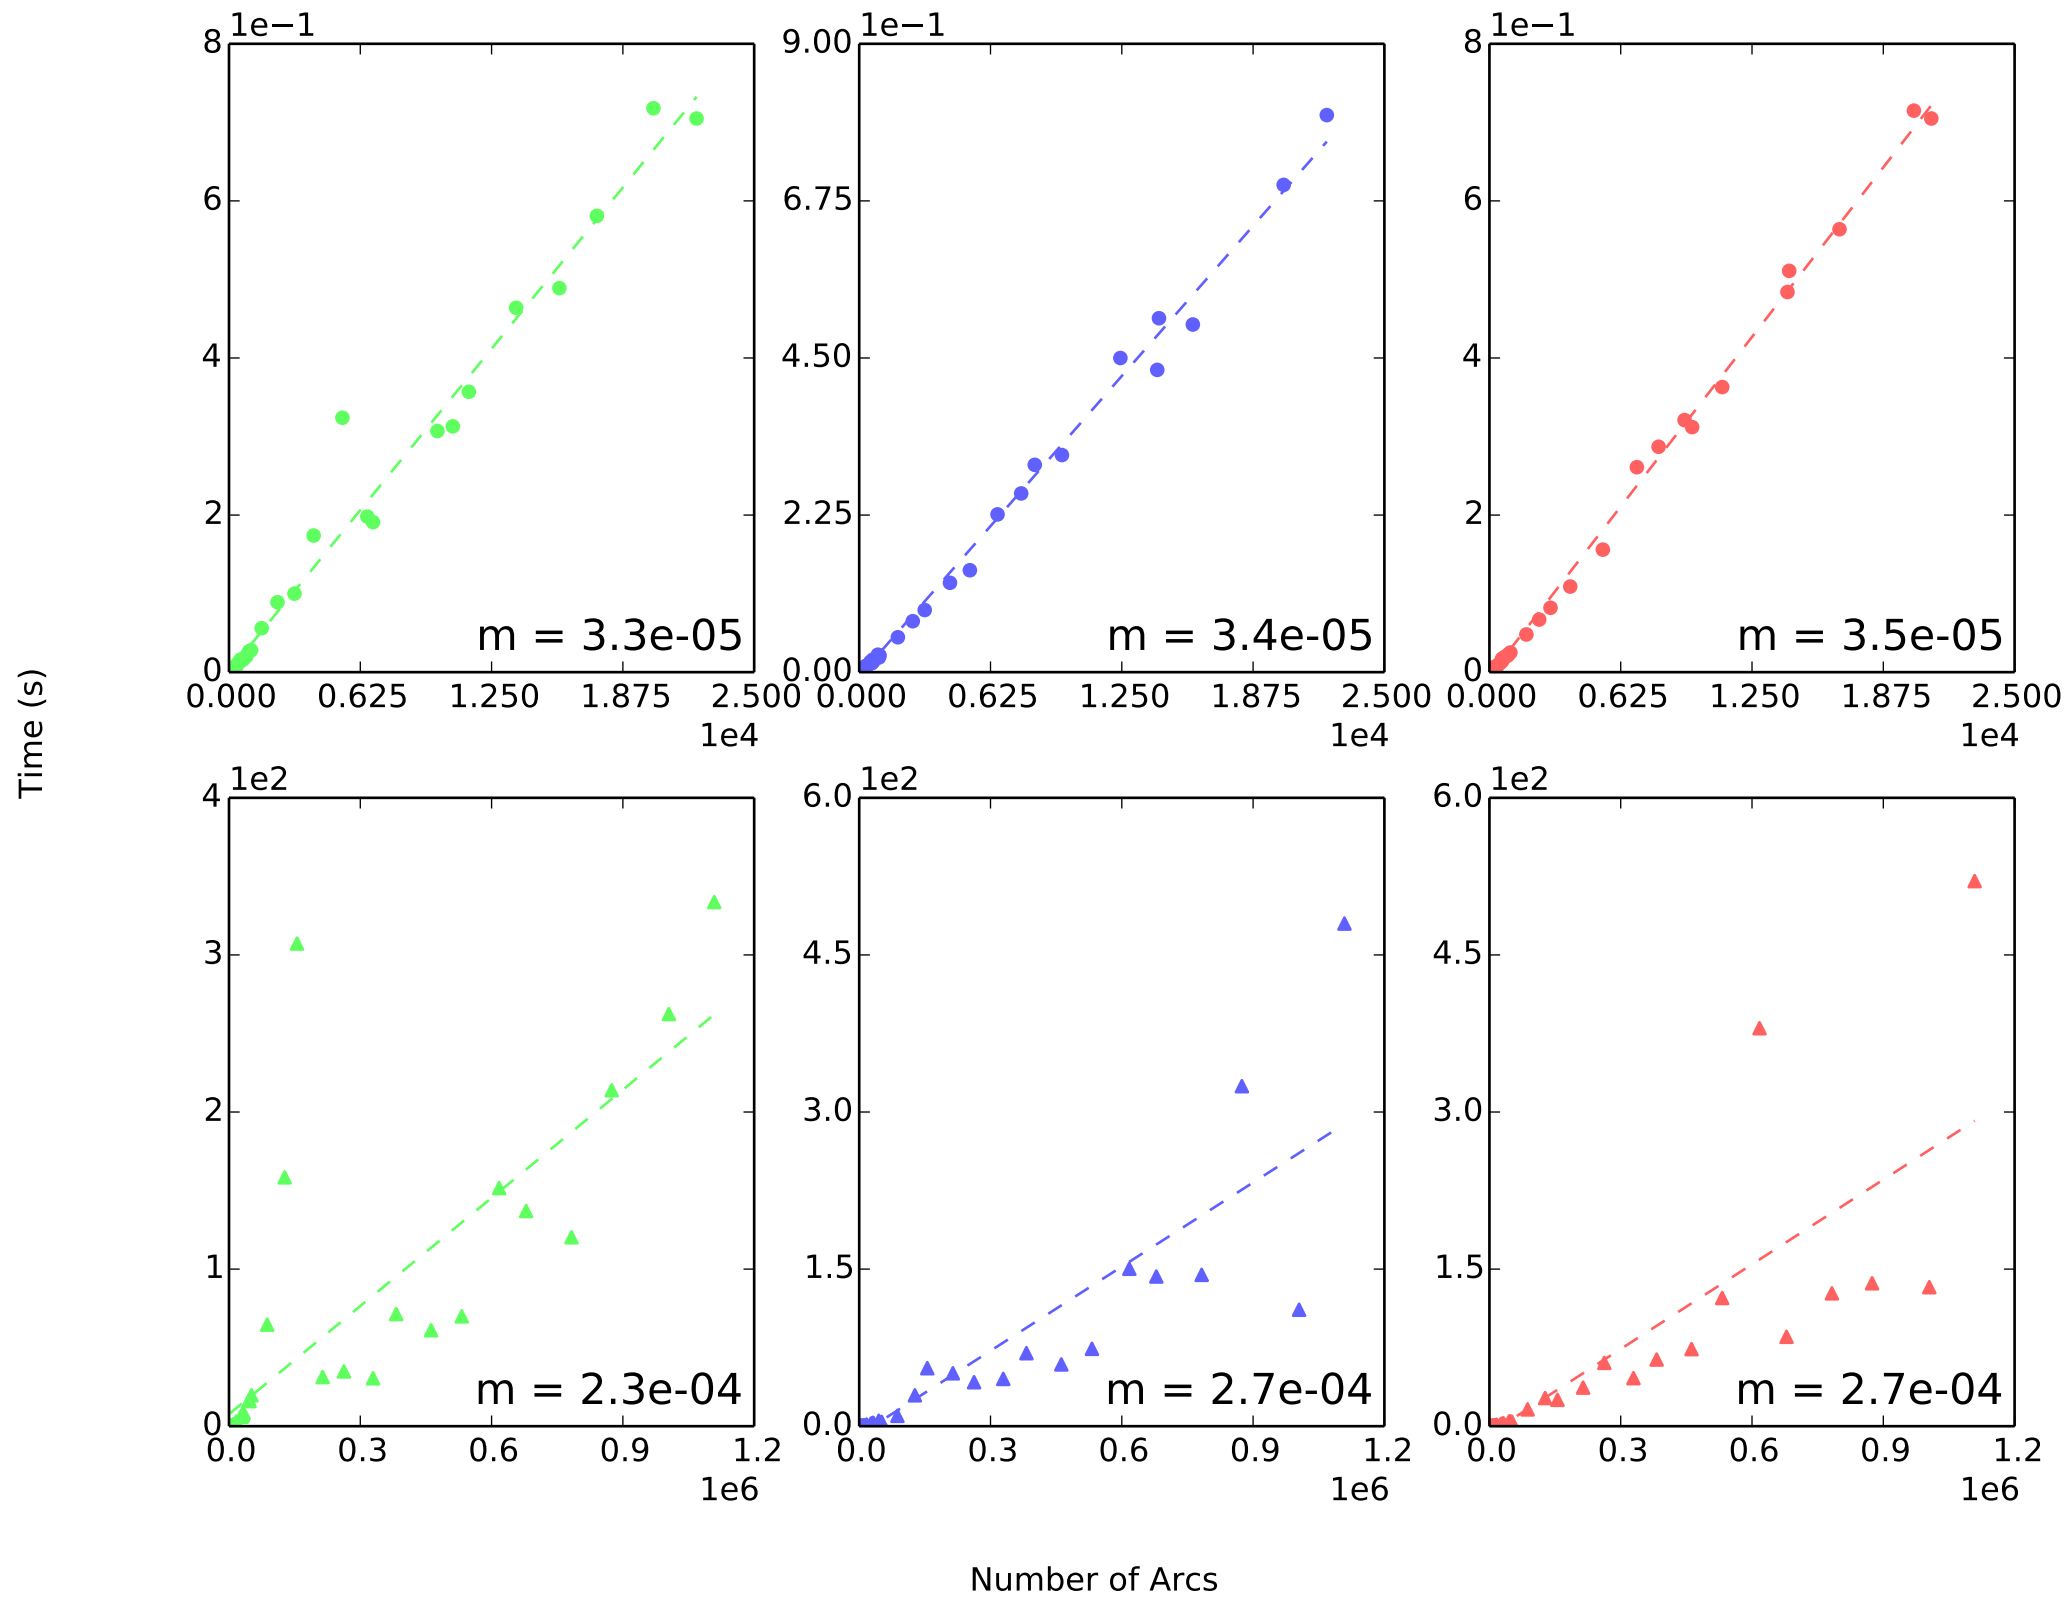 1e−1 1e−1 1e−1
8 9.00 8
6 6.75 6
4 4.50 4
2 2.25 2
m = 3.3e-05 m = 3.4e-05 m = 3.5e-05
0 0.00 0
0.000 0.625 1.250 1.875 2.500 0.000 0.625 1.250 1.875 2.500 0.000 0.625 1.250 1.875 2.500
1e4 1e4 1e4
Time (s)
1e2 1e2 1e2
4 6.0 6.0
3 4.5 4.5
2 3.0 3.0
1 1.5 1.5
m = 2.3e-04 m = 2.7e-04 m = 2.7e-04
0 0.0 0.0
0.0 0.3 0.6 0.9 1.2 0.0 0.3 0.6 0.9 1.2 0.0 0.3 0.6 0.9 1.2
1e6 1e6 1e6
Number of Arcs